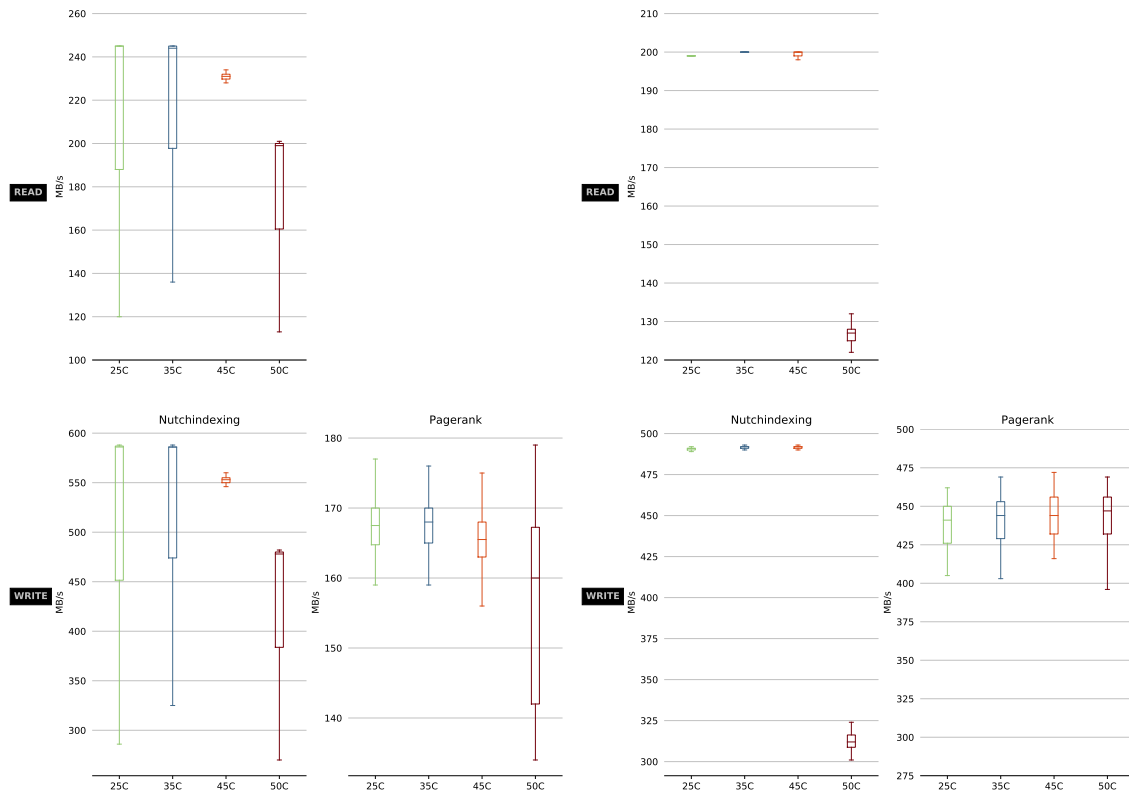 260
240
220
200
180
160
140
120
100
READ
MB/s
25C 35C 45C 50C
210
200
190
180
170
160
150
140
130
120
READ
MB/s
25C 35C 45C 50C
Nutchindexing
600
550
500
450
400
350
300
WRITE
MB/s
25C 35C 45C 50C
Pagerank
180
170
160
150
140
MB/s
25C 35C 45C 50C
Nutchindexing
500
475
450
425
400
375
350
325
300
WRITE
MB/s
25C 35C 45C 50C
Pagerank
500
475
450
425
400
375
350
325
300
275
MB/s
25C 35C 45C 50C